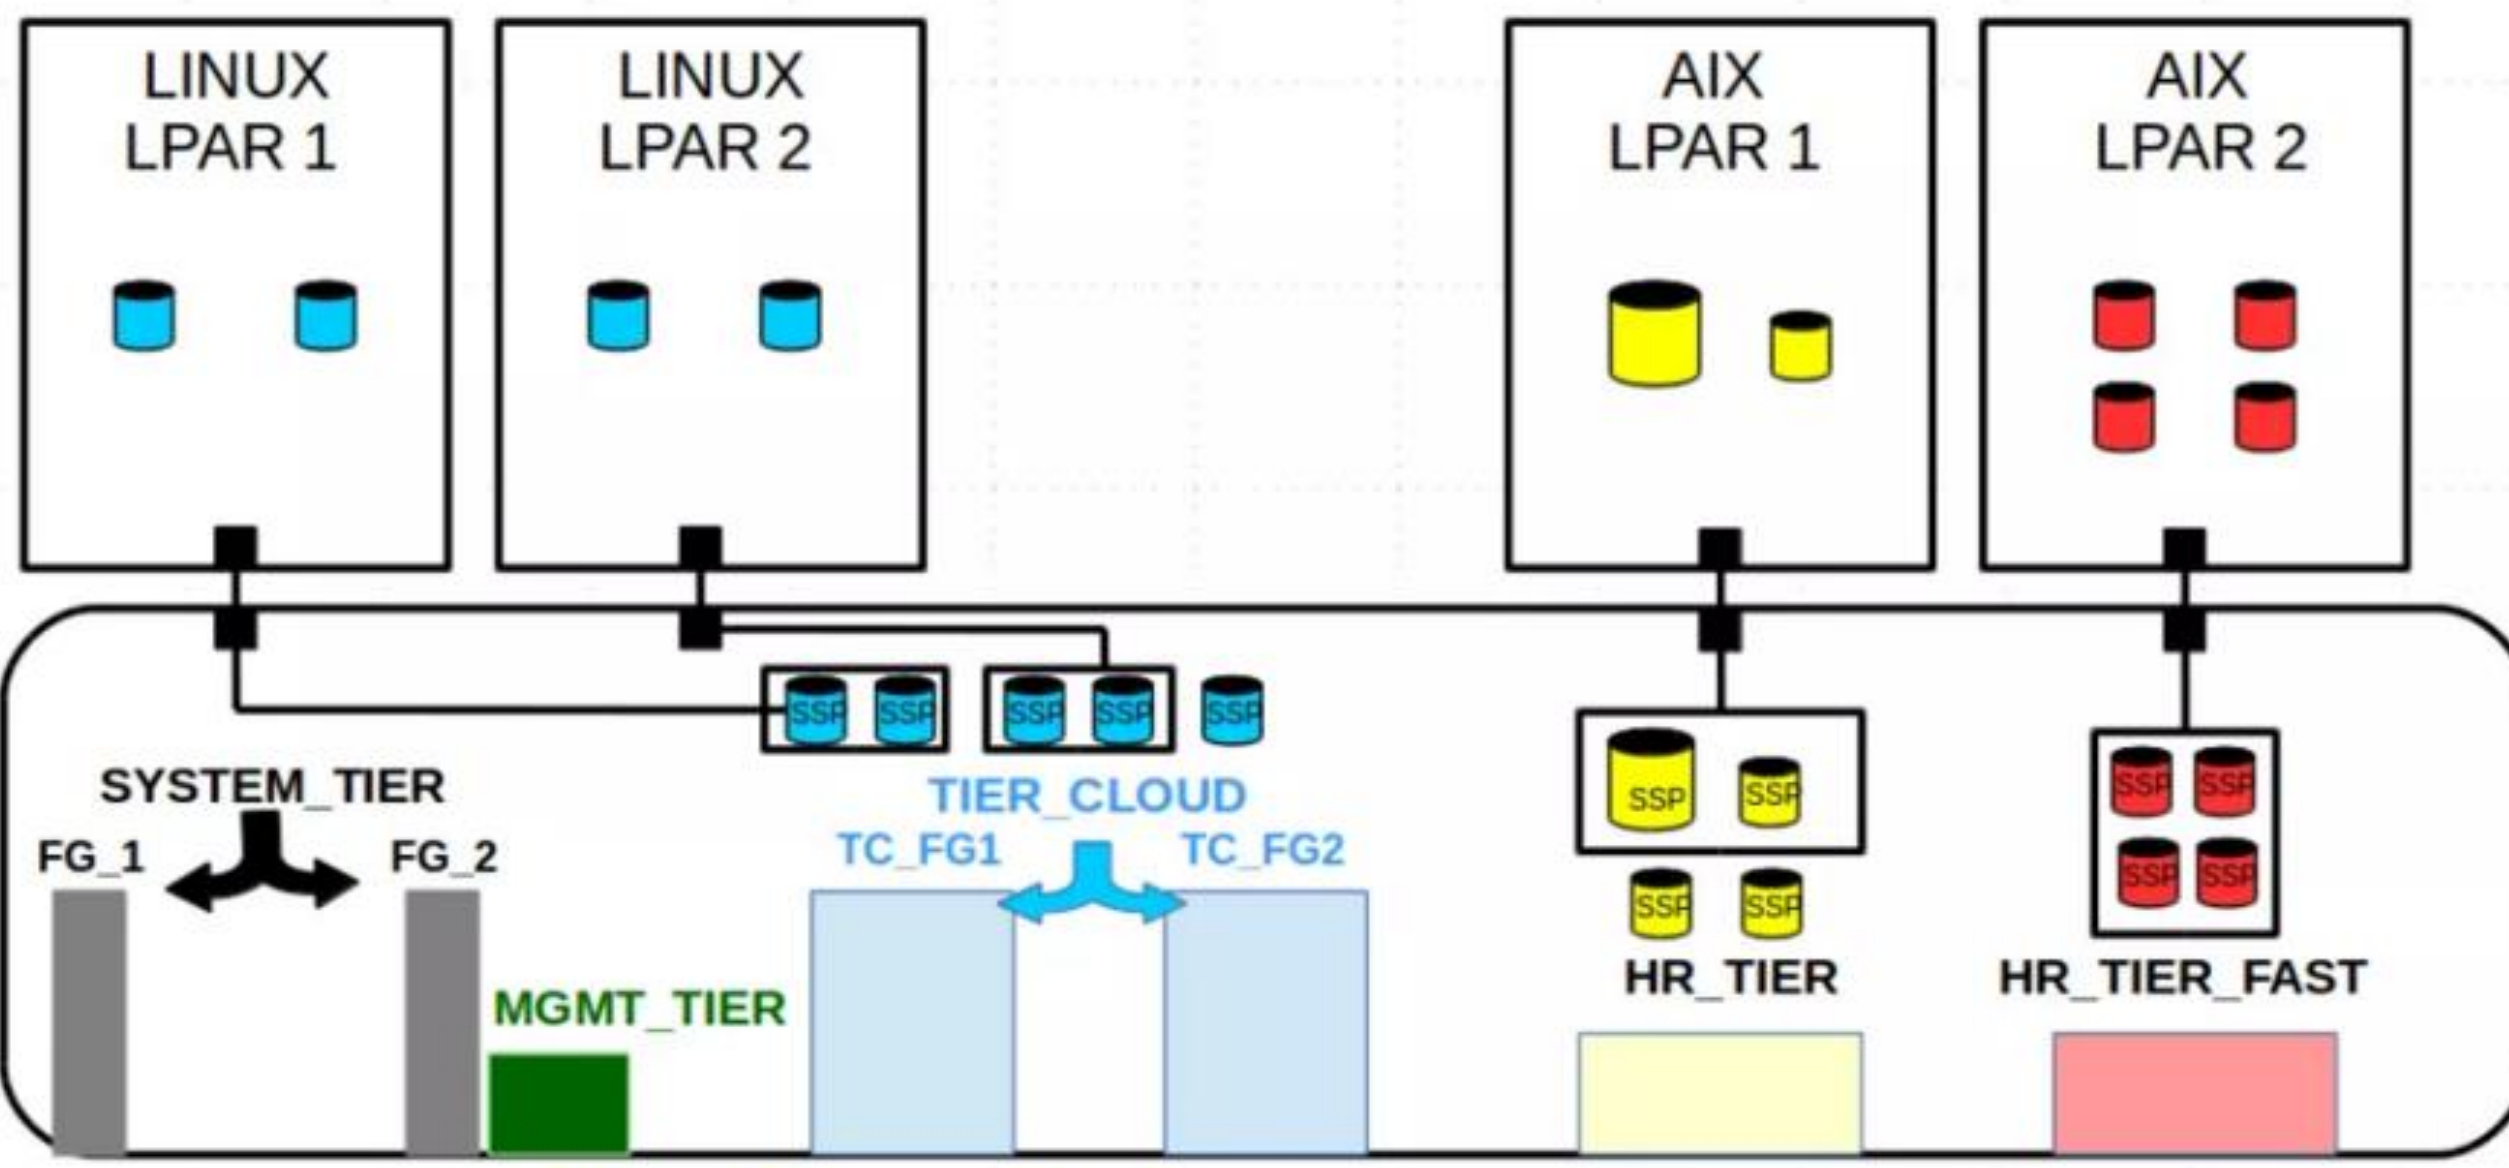 LINUX
LPAR 1
LINUX
LPAR 2
AIX
LPAR 1
AIX
LPAR 2
SSP SSP SSP SSP SSP
SYSTEM_TIER
FG_1 FG_2
MGMT_TIER
TIER_CLOUD
TC_FG1 TC_FG2
SSP SSP
SSP SSP
HR_TIER
SSP SSP
SSP SSP
HR_TIER_FAST